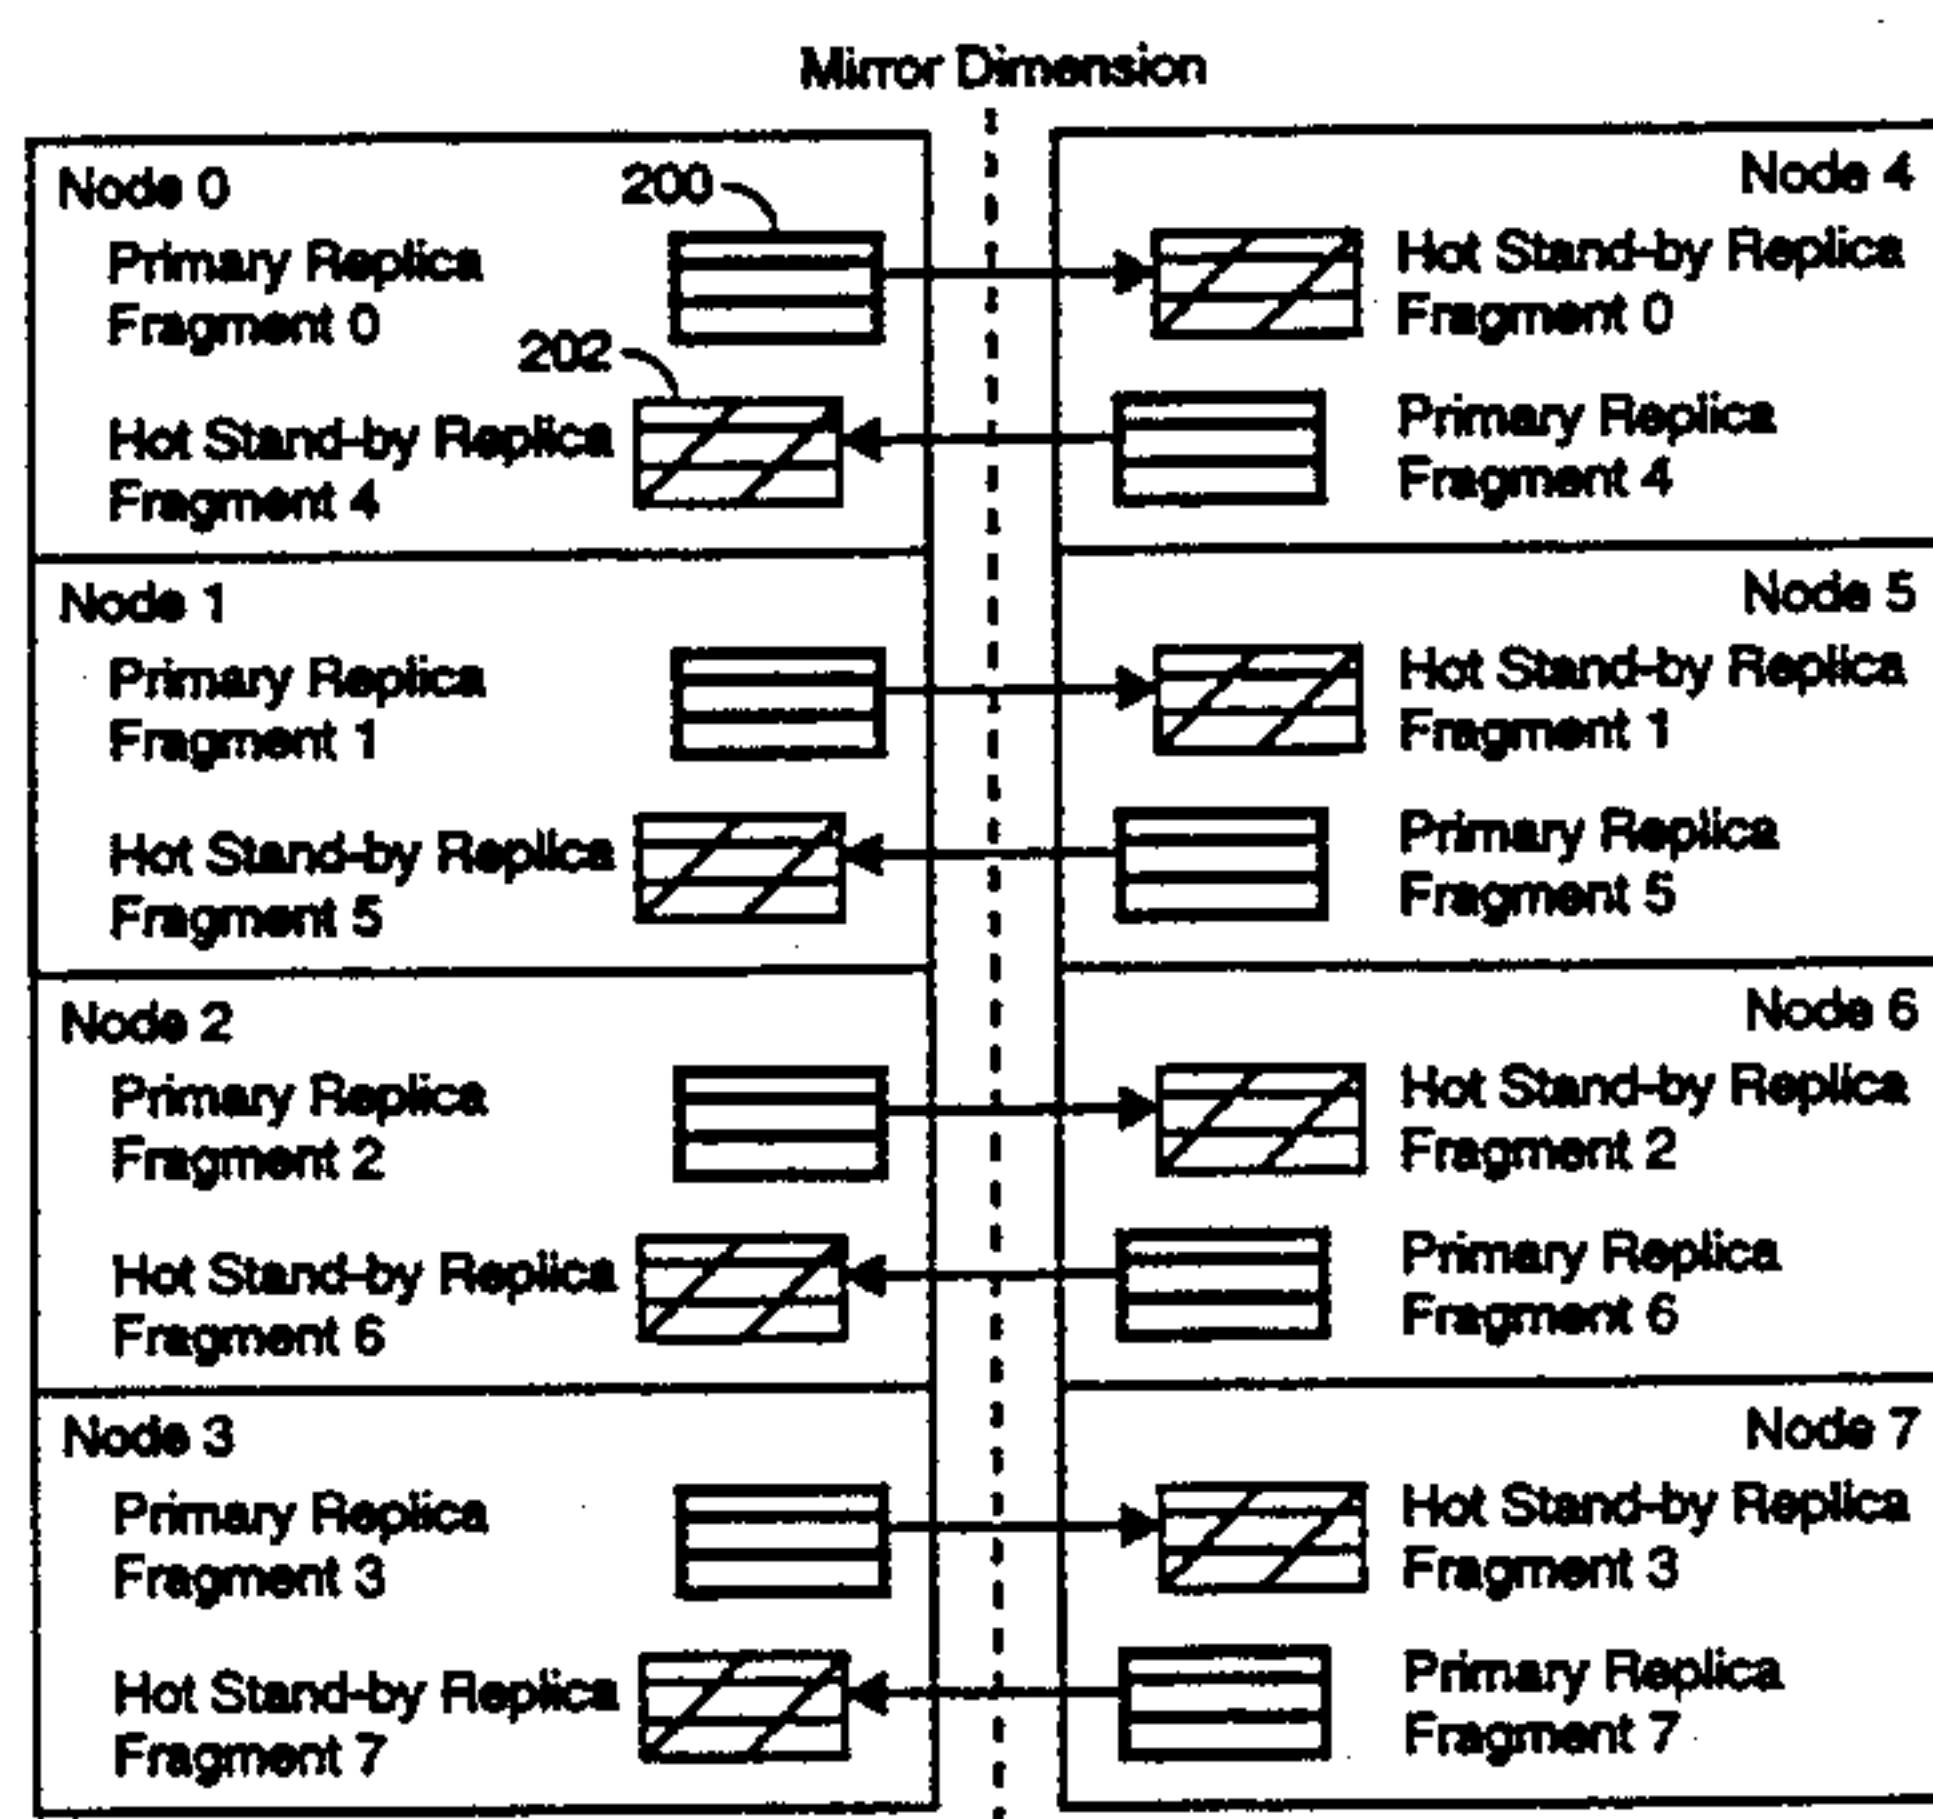 Mirror Dimension
Node 0
200
Primary Replica
Fragment 0
202
Hot Stand-by Replica
Fragment 4
Node 4
Hot Stand-by Replica
Fragment 0
Primary Replica
Fragment 4
Node 1
Primary Replica
Fragment 1
Hot Stand-by Replica
Fragment 5
Node 5
Hot Stand-by Replica
Fragment 1
Primary Replica
Fragment 5
Node 2
Primary Replica
Fragment 2
Hot Stand-by Replica
Fragment 6
Node 6
Hot Stand-by Replica
Fragment 2
Primary Replica
Fragment 6
Node 3
Primary Replica
Fragment 3
Hot Stand-by Replica
Fragment 7
Node 7
Hot Stand-by Replica
Fragment 3
Primary Replica
Fragment 7